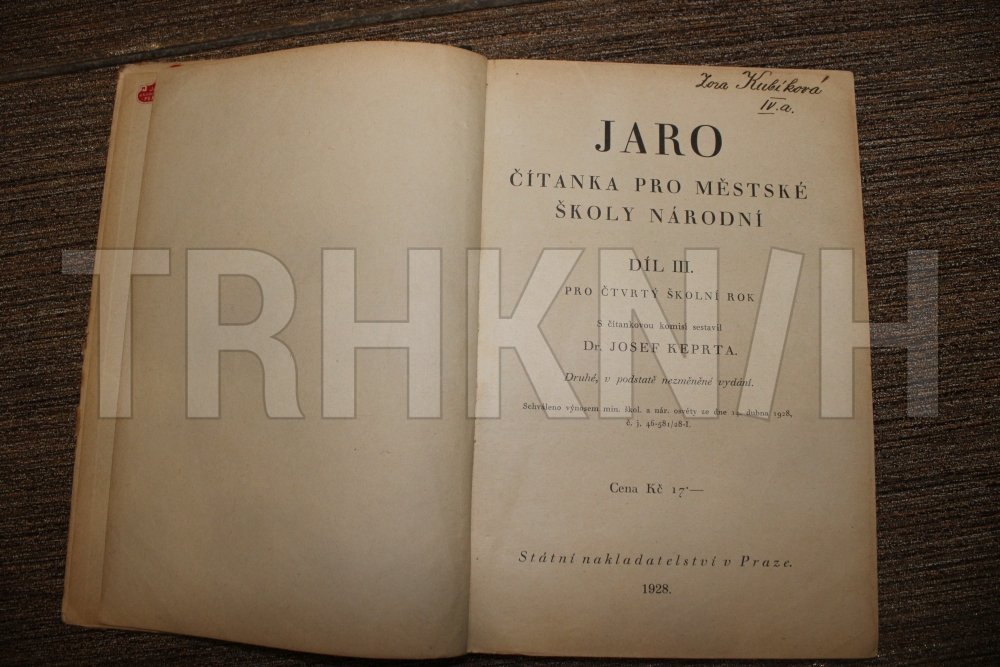 Zora Kubíková
IV.a.
JARO
ČÍTANKA PRO MĚSTSKÉ
ŠKOLY NÁRODNÍ
DÍL III.
PRO ČTVRTÝ ŠKOLNÍ ROK
S čítankovou komisí sestavil
Dr. JOSEF KEPRTA.
Druhé, v podstatě nezměněné vydání.
Schváleno výnosem min. škol. a nár. osvěty ze dne dubna 1928,
č. j. 46-581/28-I.
Cena Kč 17·—
Státní nakladatelství v Praze.
1928.
TRHKNIH